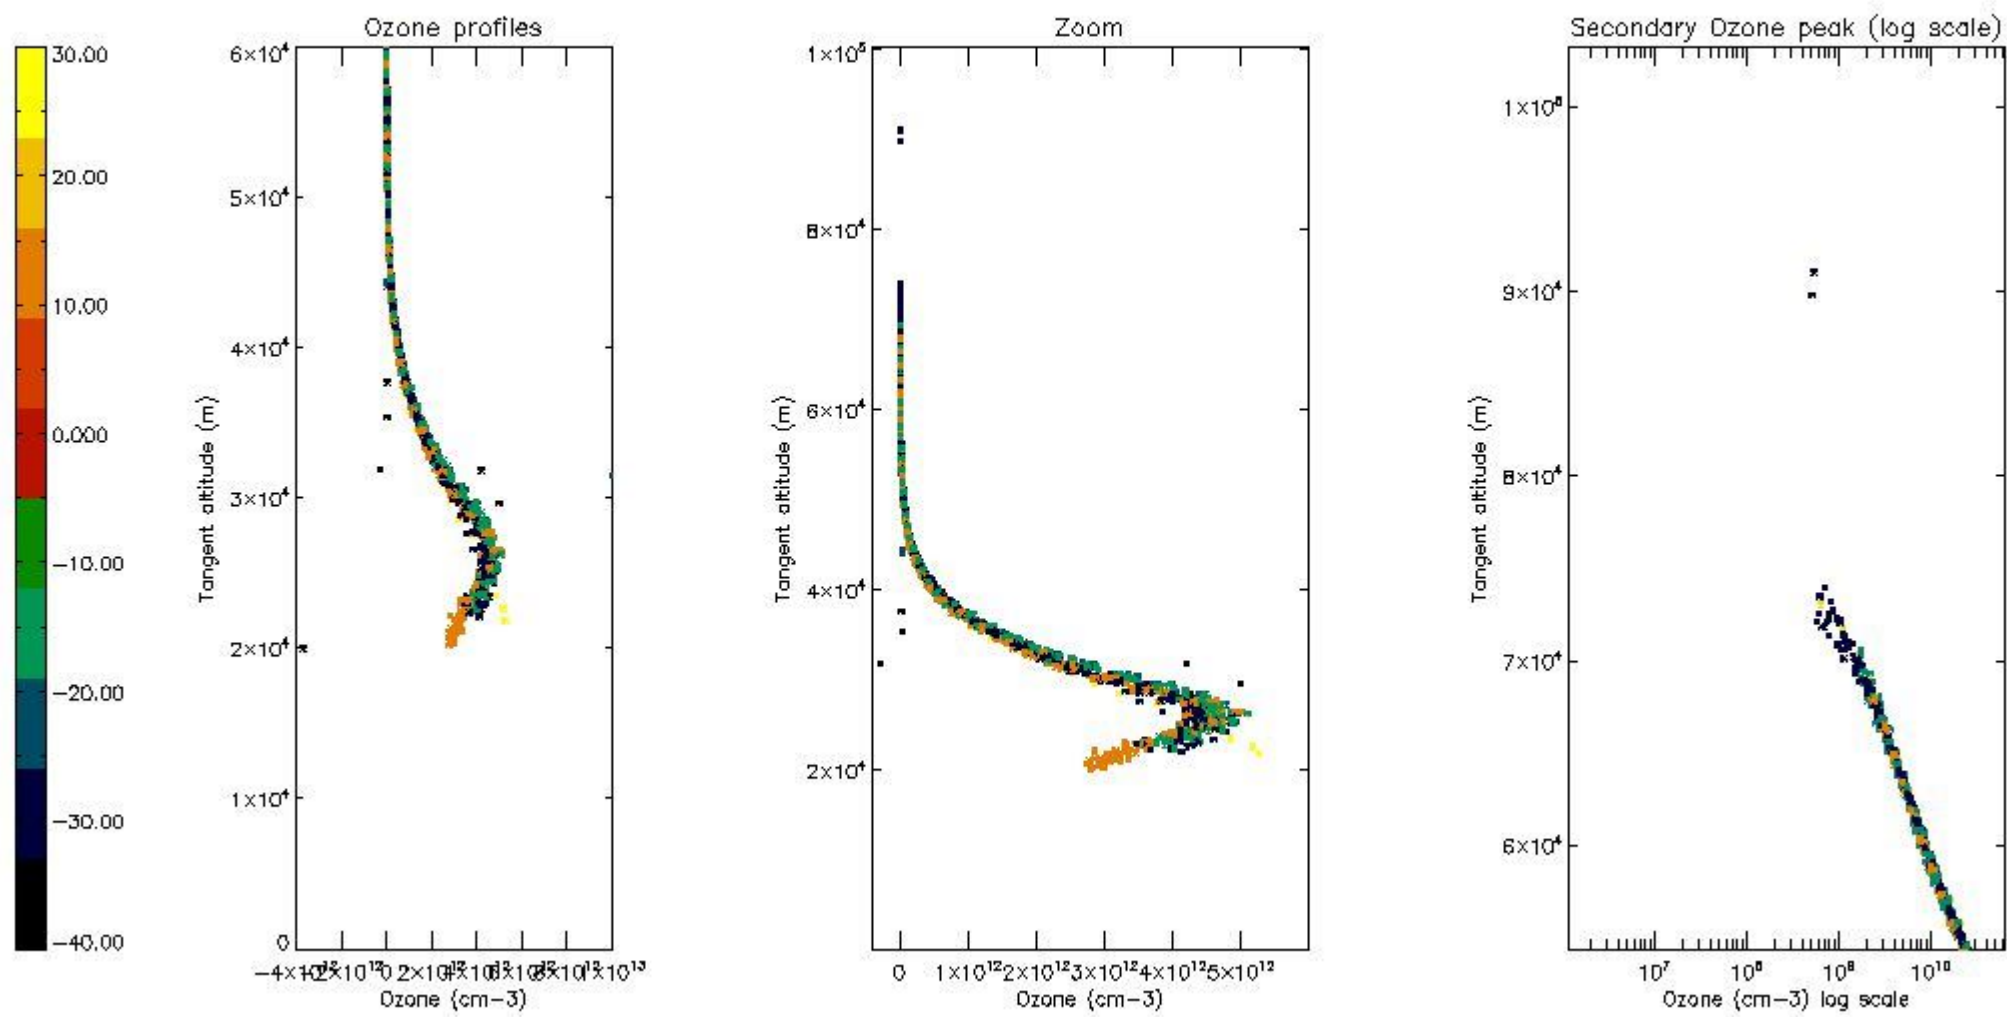 Ozone profiles
Zoom
Secondary Ozone peak (log scale)
30.00
20.00
10.00
0.000
−10.00
−20.00
−30.00
−40.00
Tangent altitude (m)
6×10⁴
5×10⁴
4×10⁴
3×10⁴
2×10⁴
1×10⁴
0
Ozone (cm−3)
Tangent altitude (m)
1×10⁵
8×10⁴
6×10⁴
4×10⁴
2×10⁴
0 1×10¹² 2×10¹² 3×10¹² 4×10¹² 5×10¹²
Ozone (cm−3)
Tangent altitude (m)
9×10⁴
8×10⁴
7×10⁴
6×10⁴
10⁷ 10⁸ 10⁹ 10¹⁰
Ozone (cm−3) log scale